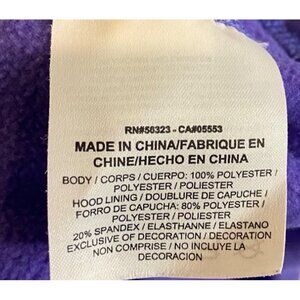 RN#56323 - CA#05553
MADE IN CHINA/FABRIQUE EN
CHINE/HECHO EN CHINA
BODY / CORPS / CUERPO: 100% POLYESTER /
POLYESTER / POLIESTER
HOOD LINING / DOUBLURE DE CAPUCHE /
FORRO DE CAPUCHA: 80% POLYESTER /
POLYESTER / POLIESTER
20% SPANDEX / ELASTHANNE / ELASTANO
EXCLUSIVE OF DECORATION / DECORATION
NON COMPRISE / NO INCLUYE LA
DECORACION